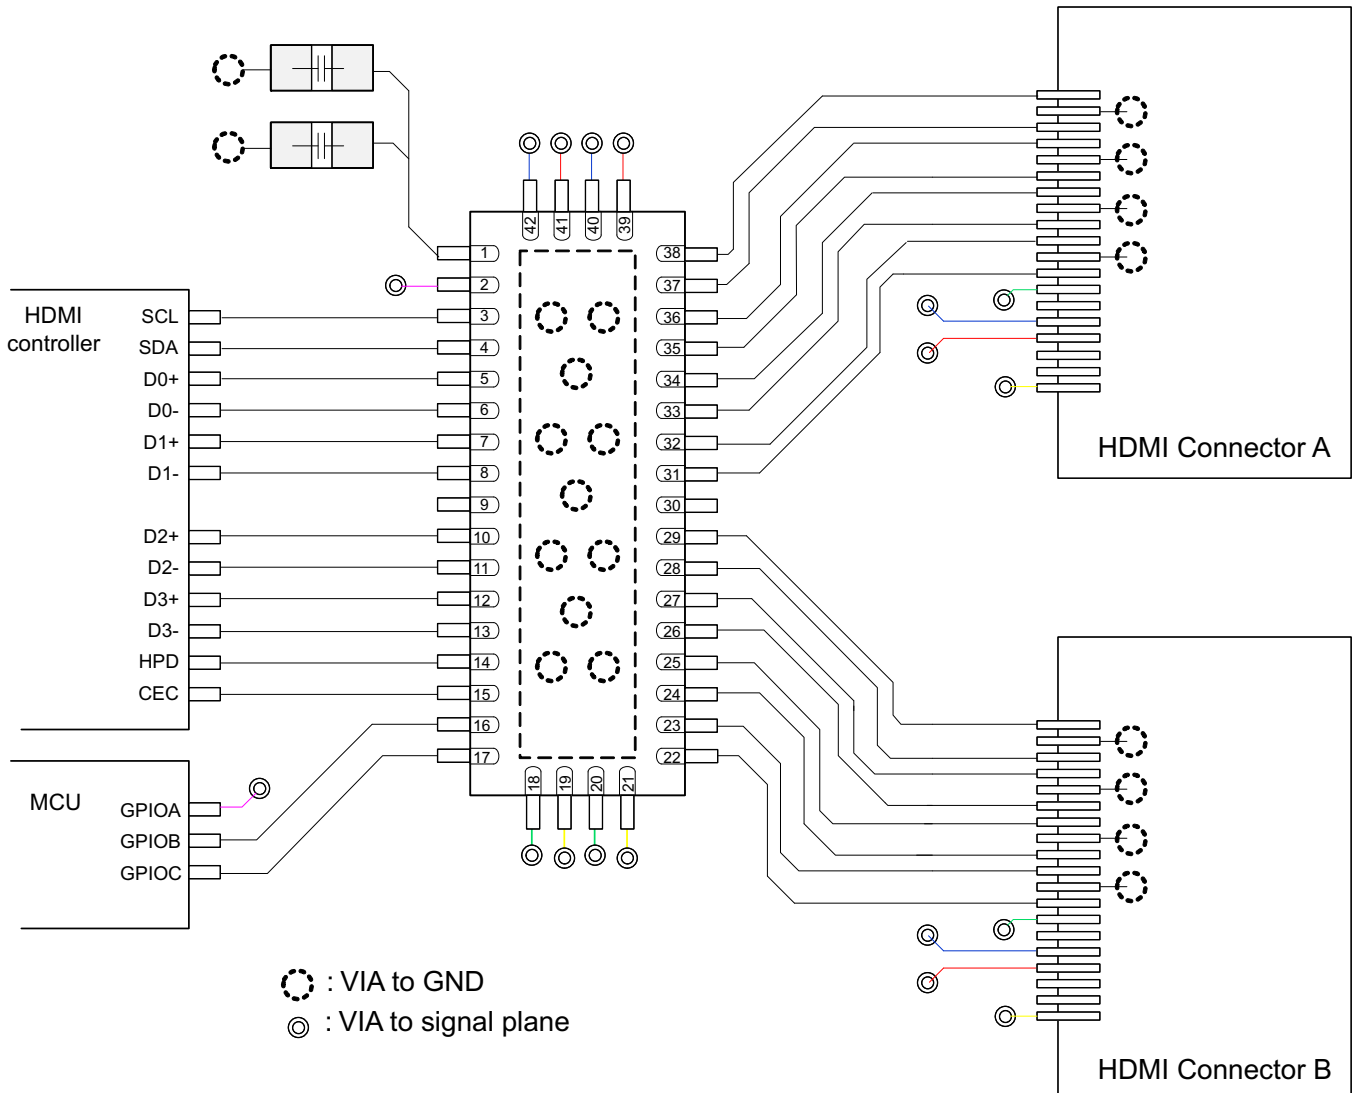 42
41
40
39
1
2
3
4
5
6
7
8
9
10
11
12
13
14
15
16
17
38
37
36
35
34
33
32
31
30
29
28
27
26
25
24
23
22
18
19
20
21
HDMI
controller
SCL
SDA
D0+
D0-
D1+
D1-
D2+
D2-
D3+
D3-
HPD
CEC
MCU
GPIOA
GPIOB
GPIOC
HDMI Connector A
HDMI Connector B
: VIA to GND
: VIA to signal plane